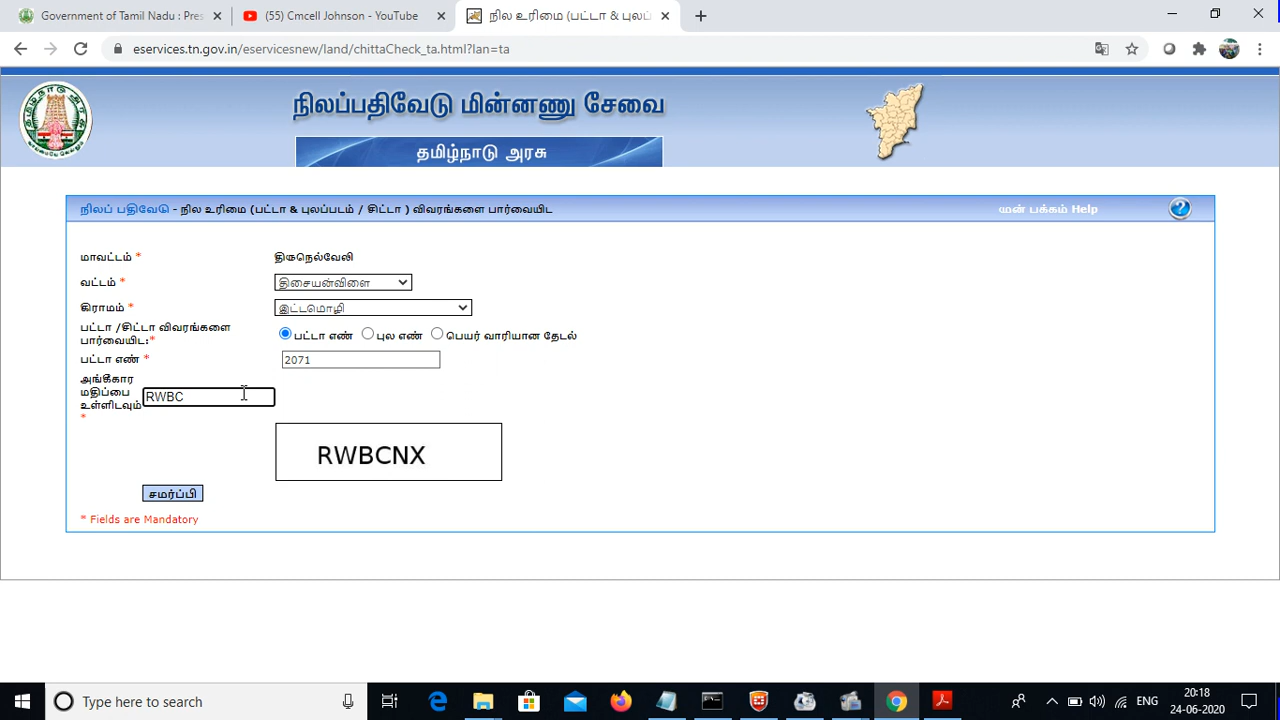 Government of Tamil Nadu : Pres
(55) Cmcell Johnson - YouTube
நில உரிமை (பட்டா & புலப்
eservices.tn.gov.in/eservicesnew/land/chittaCheck_ta.html?lan=ta
நிலப்பதிவேடு மின்னணு சேவை
தமிழ்நாடு அரசு
நிலப் பதிவேடு - நில உரிமை (பட்டா & புலப்படம் / சிட்டா ) விவரங்களை பார்வையிட
முன் பக்கம் Help
மாவட்டம் * திருநெல்வேலி
வட்டம் * திசையன்விளை
கிராமம் * இட்டமொழி
பட்டா /சிட்டா விவரங்களை
பார்வையிட:* பட்டா எண் புல எண் பெயர் வாரியான தேடல்
பட்டா எண் * 2071
அங்கீகார
மதிப்பை
உள்ளிடவும் RWBC
*
RWBCNX
சமர்ப்பி
* Fields are Mandatory
Type here to search
ENG
20:18
24-06-2020